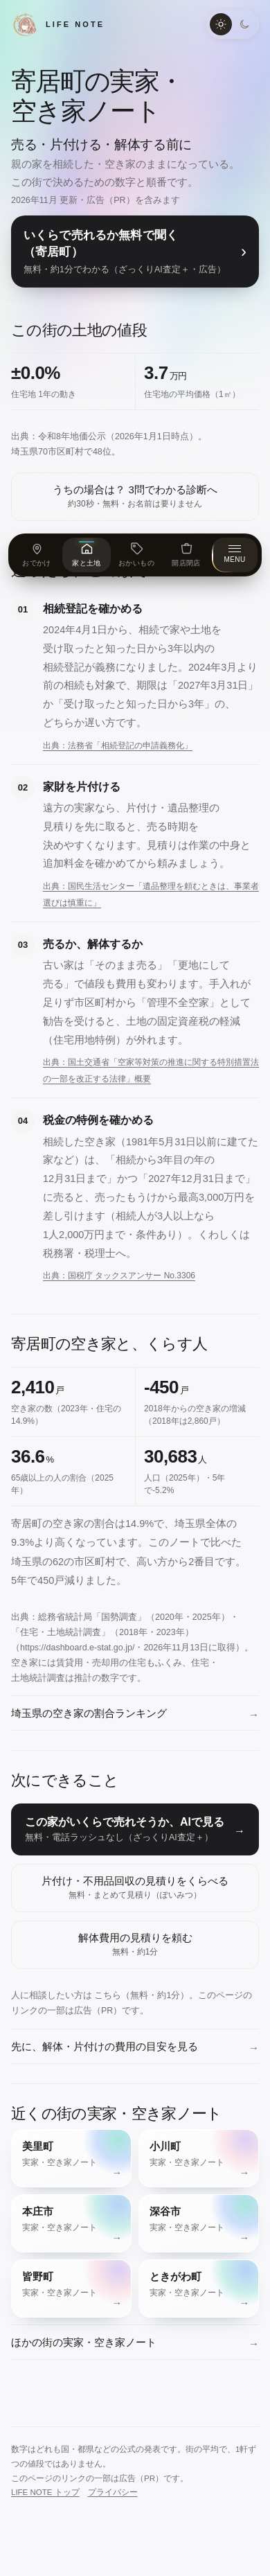 LIFE NOTE
寄居町の実家・
空き家ノート
売る・片付ける・解体する前に
親の家を相続した・空き家のままになっている。
この街で決めるための数字と順番です。
2026年11月 更新・広告（PR）を含みます
いくらで売れるか無料で聞く
（寄居町）
無料・約1分でわかる（ざっくりAI査定＋・広告）
›
この街の土地の値段
±0.0%
住宅地 1年の動き
3.7万円
住宅地の平均価格（1㎡）
出典：令和8年地価公示（2026年1月1日時点）。
埼玉県70市区町村で48位。
うちの場合は？ 3問でわかる診断へ
約30秒・無料・お名前は要りません
おでかけ
家と土地
おかいもの
開店閉店
MENU
01
相続登記を確かめる
2024年4月1日から、相続で家や土地を
受け取ったと知った日から3年以内の
相続登記が義務になりました。2024年3月より
前の相続も対象で、期限は「2027年3月31日」
か「受け取ったと知った日から3年」の、
どちらか遅い方です。
出典：法務省「相続登記の申請義務化」
02
家財を片付ける
遠方の実家なら、片付け・遺品整理の
見積りを先に取ると、売る時期を
決めやすくなります。見積りは作業の中身と
追加料金を確かめてから頼みましょう。
出典：国民生活センター「遺品整理を頼むときは、事業者
選びは慎重に」
03
売るか、解体するか
古い家は「そのまま売る」「更地にして
売る」で値段も費用も変わります。手入れが
足りず市区町村から「管理不全空家」として
勧告を受けると、土地の固定資産税の軽減
（住宅用地特例）が外れます。
出典：国土交通省「空家等対策の推進に関する特別措置法
の一部を改正する法律」概要
04
税金の特例を確かめる
相続した空き家（1981年5月31日以前に建てた
家など）は、「相続から3年目の年の
12月31日まで」かつ「2027年12月31日まで」
に売ると、売ったもうけから最高3,000万円を
差し引けます（相続人が3人以上なら
1人2,000万円まで・条件あり）。くわしくは
税務署・税理士へ。
出典：国税庁 タックスアンサー No.3306
寄居町の空き家と、くらす人
2,410戸
空き家の数（2023年・住宅の
14.9%）
-450戸
2018年からの空き家の増減
（2018年は2,860戸）
36.6%
65歳以上の人の割合（2025
年）
30,683人
人口（2025年）・5年
で-5.2%
寄居町の空き家の割合は14.9%で、埼玉県全体の
9.3%より高くなっています。このノートで比べた
埼玉県の62の市区町村で、高い方から2番目です。
5年で450戸減りました。
出典：総務省統計局「国勢調査」（2020年・2025年）・
「住宅・土地統計調査」（2018年・2023年）
（https://dashboard.e-stat.go.jp/・2026年11月13日に取得）。
空き家には賃貸用・売却用の住宅もふくみ、住宅・
土地統計調査は推計の数字です。
埼玉県の空き家の割合ランキング →
次にできること
この家がいくらで売れそうか、AIで見る
無料・電話ラッシュなし（ざっくりAI査定＋）
→
片付け・不用品回収の見積りをくらべる
無料・まとめて見積り（ぽいみつ）
解体費用の見積りを頼む
無料・約1分
人に相談したい方は こちら（無料・約1分）。このページの
リンクの一部は広告（PR）です。
先に、解体・片付けの費用の目安を見る →
近くの街の実家・空き家ノート
美里町
実家・空き家ノート
→
小川町
実家・空き家ノート
→
本庄市
実家・空き家ノート
→
深谷市
実家・空き家ノート
→
皆野町
実家・空き家ノート
→
ときがわ町
実家・空き家ノート
→
ほかの街の実家・空き家ノート →
数字はどれも国・都県などの公式の発表です。街の平均で、1軒ず
つの値段ではありません。
このページのリンクの一部は広告（PR）です。
LIFE NOTE トップ プライバシー